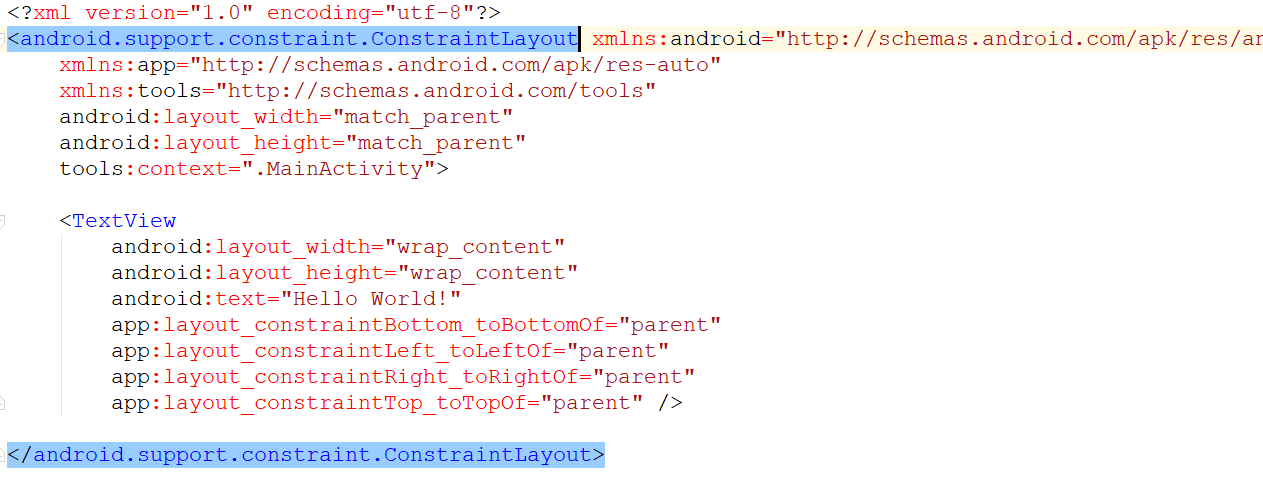 <?xml version="1.0" encoding="utf-8"?>
<android.support.constraint.ConstraintLayout xmlns:android="http://schemas.android.com/apk/res/an
    xmlns:app="http://schemas.android.com/apk/res-auto"
    xmlns:tools="http://schemas.android.com/tools"
    android:layout_width="match_parent"
    android:layout_height="match_parent"
    tools:context=".MainActivity">

    <TextView
        android:layout_width="wrap_content"
        android:layout_height="wrap_content"
        android:text="Hello World!"
        app:layout_constraintBottom_toBottomOf="parent"
        app:layout_constraintLeft_toLeftOf="parent"
        app:layout_constraintRight_toRightOf="parent"
        app:layout_constraintTop_toTopOf="parent" />

</android.support.constraint.ConstraintLayout>